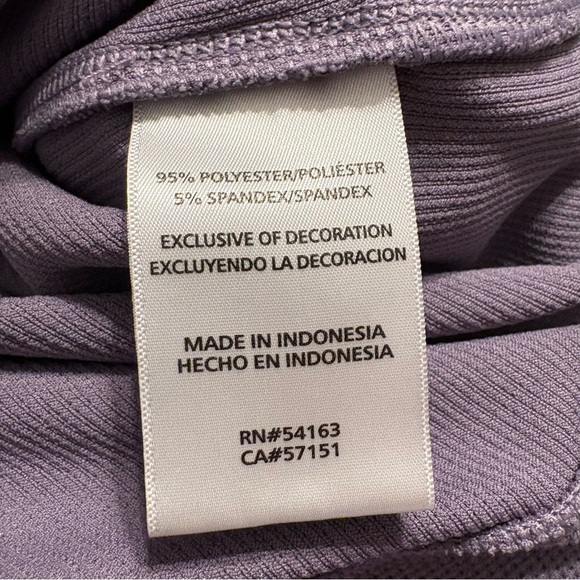 95% POLYESTER/POLIÉSTER
5% SPANDEX/SPANDEX
EXCLUSIVE OF DECORATION
EXCLUYENDO LA DECORACION
MADE IN INDONESIA
HECHO EN INDONESIA
RN#54163
CA#57151